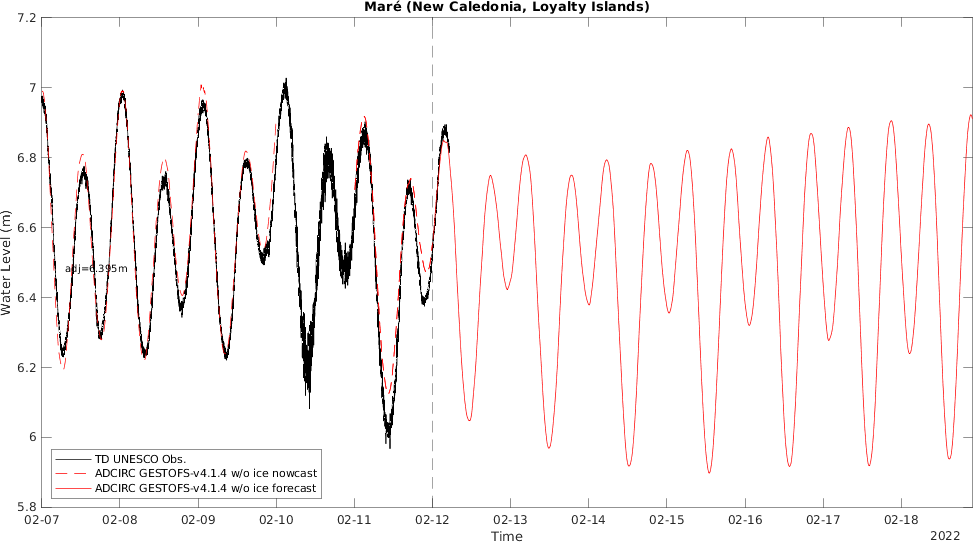 Maré (New Caledonia, Loyalty Islands)
7.2
7
6.8
6.6
6.4
6.2
6
5.8
Water Level (m)
adj=6.395m
TD UNESCO Obs.
ADCIRC GESTOFS-v4.1.4 w/o ice nowcast
ADCIRC GESTOFS-v4.1.4 w/o ice forecast
02-07 02-08 02-09 02-10 02-11 02-12 02-13 02-14 02-15 02-16 02-17 02-18
Time
2022